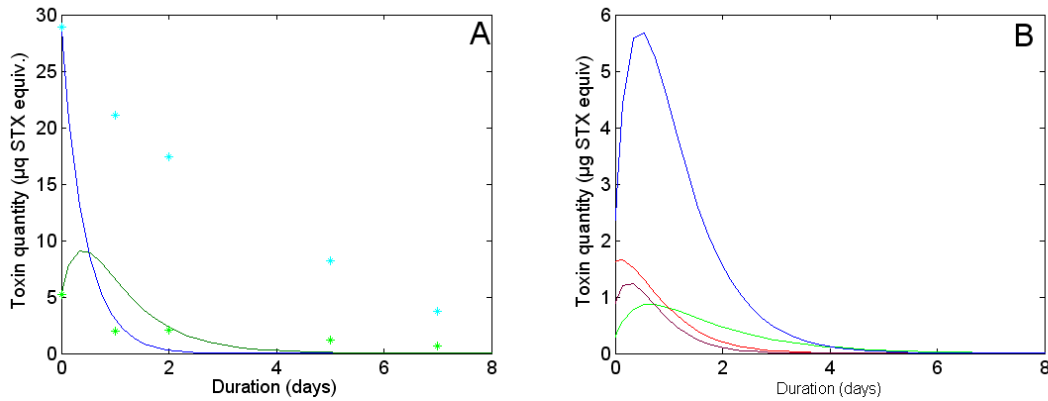 A
30
25
20
15
10
5
0
0 2 4 6 8
Toxin quantity (µq STX equiv.)
Duration (days)
B
6
5
4
3
2
1
0
0 2 4 6 8
Toxin quantity (µg STX equiv)
Duration (days)